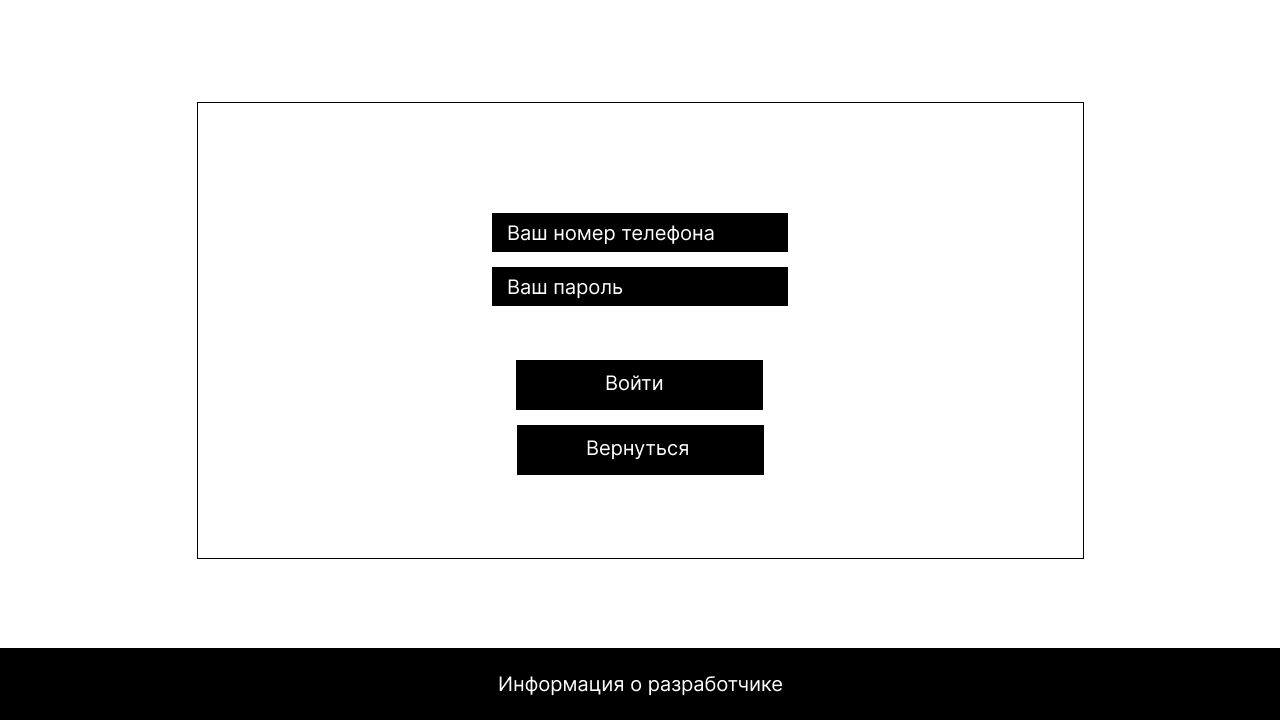 Ваш номер телефона
Ваш пароль
Войти
Вернуться
Информация о разработчике